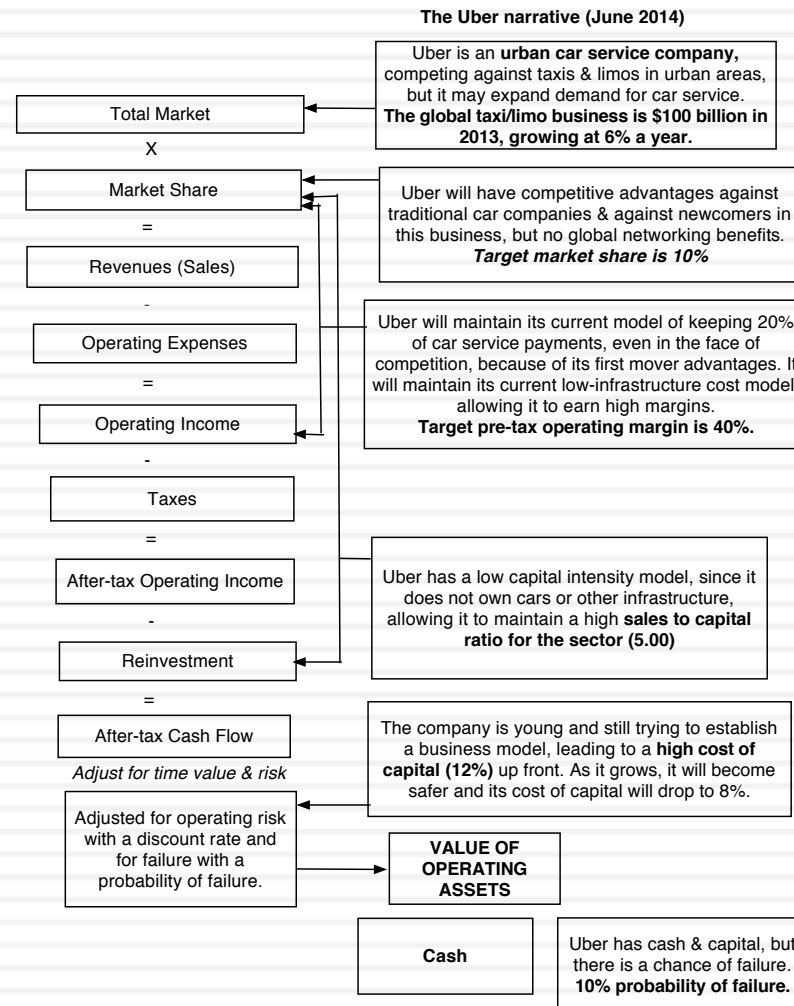 The Uber narrative (June 2014)
Uber is an urban car service company,
competing against taxis & limos in urban areas,
but it may expand demand for car service.
The global taxi/limo business is $100 billion in
2013, growing at 6% a year.
Total Market
X
Market Share
Uber will have competitive advantages against
traditional car companies & against newcomers in
this business, but no global networking benefits.
Target market share is 10%
=
Revenues (Sales)
-
Operating Expenses
Uber will maintain its current model of keeping 20%
of car service payments, even in the face of
competition, because of its first mover advantages. It
will maintain its current low-infrastructure cost model
allowing it to earn high margins.
Target pre-tax operating margin is 40%.
=
Operating Income
-
Taxes
=
After-tax Operating Income
Uber has a low capital intensity model, since it
does not own cars or other infrastructure,
allowing it to maintain a high sales to capital
ratio for the sector (5.00)
-
Reinvestment
=
After-tax Cash Flow
The company is young and still trying to establish
a business model, leading to a high cost of
capital (12%) up front. As it grows, it will become
safer and its cost of capital will drop to 8%.
Adjust for time value & risk
Adjusted for operating risk
with a discount rate and
for failure with a
probability of failure.
VALUE OF
OPERATING
ASSETS
Cash
Uber has cash & capital, but
there is a chance of failure.
10% probability of failure.